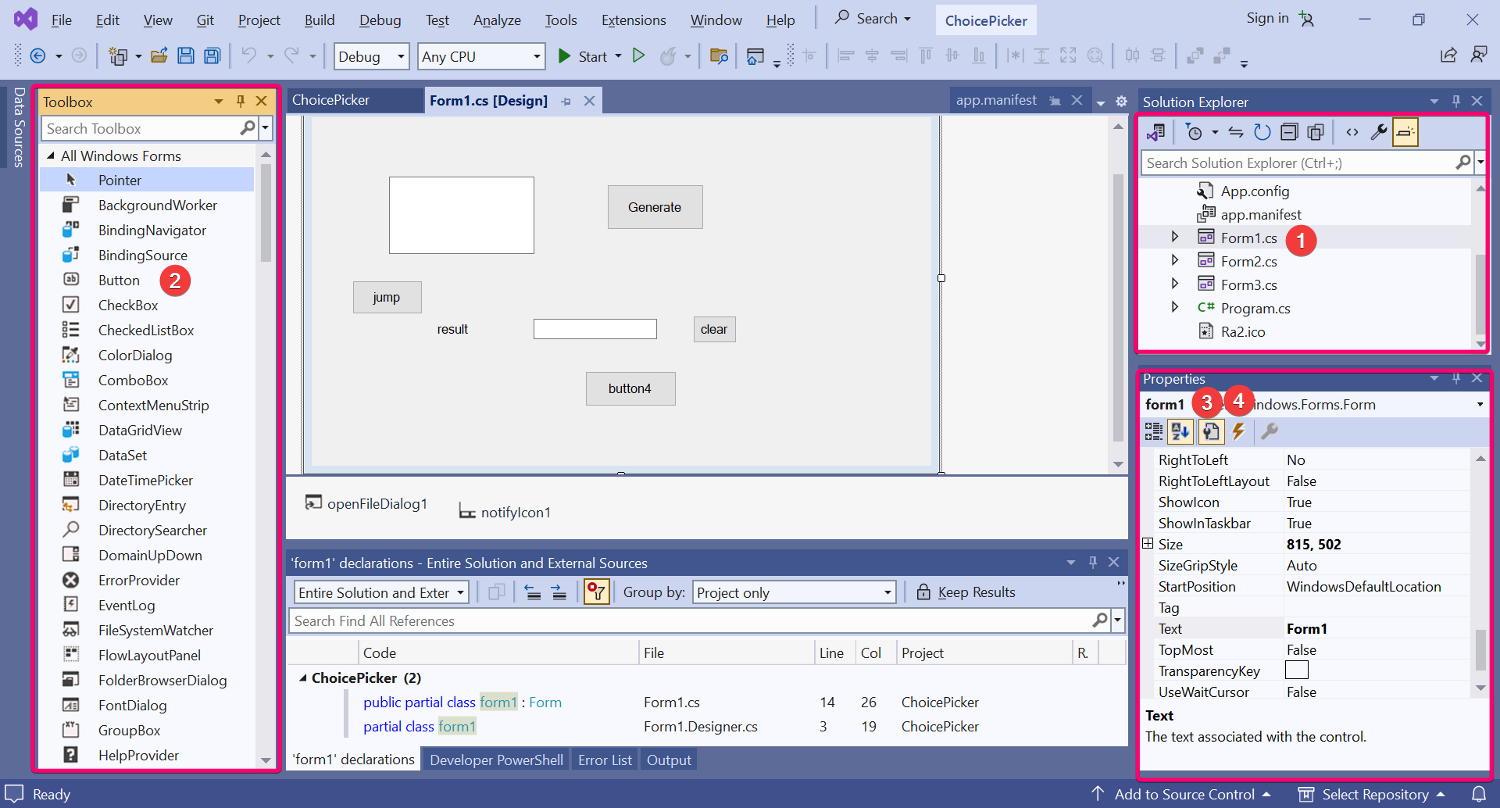 File Edit View Git Project Build Debug Test Analyze Tools Extensions Window Help Search ChoicePicker Sign in
Debug Any CPU Start
Data Sources
Toolbox
Search Toolbox
All Windows Forms
Pointer
BackgroundWorker
BindingNavigator
BindingSource
Button 2
CheckBox
CheckedListBox
ColorDialog
ComboBox
ContextMenuStrip
DataGridView
DataSet
DateTimePicker
DirectoryEntry
DirectorySearcher
DomainUpDown
ErrorProvider
EventLog
FileSystemWatcher
FlowLayoutPanel
FolderBrowserDialog
FontDialog
GroupBox
HelpProvider
ChoicePicker Form1.cs [Design] app.manifest
Generate
jump
result clear
button4
openFileDialog1 notifyIcon1
'form1' declarations - Entire Solution and External Sources
Entire Solution and Exter Group by: Project only Keep Results
Search Find All References
Code File Line Col Project R.
ChoicePicker (2)
public partial class form1 : Form Form1.cs 14 26 ChoicePicker
partial class form1 Form1.Designer.cs 3 19 ChoicePicker
'form1' declarations Developer PowerShell Error List Output
Solution Explorer
Search Solution Explorer (Ctrl+;)
App.config
app.manifest
Form1.cs 1
Form2.cs
Form3.cs
C# Program.cs
Ra2.ico
Properties
form1 3 4 indows.Forms.Form
RightToLeft No
RightToLeftLayout False
ShowIcon True
ShowInTaskbar True
Size 815, 502
SizeGripStyle Auto
StartPosition WindowsDefaultLocation
Tag
Text Form1
TopMost False
TransparencyKey
UseWaitCursor False
Text
The text associated with the control.
Ready Add to Source Control Select Repository